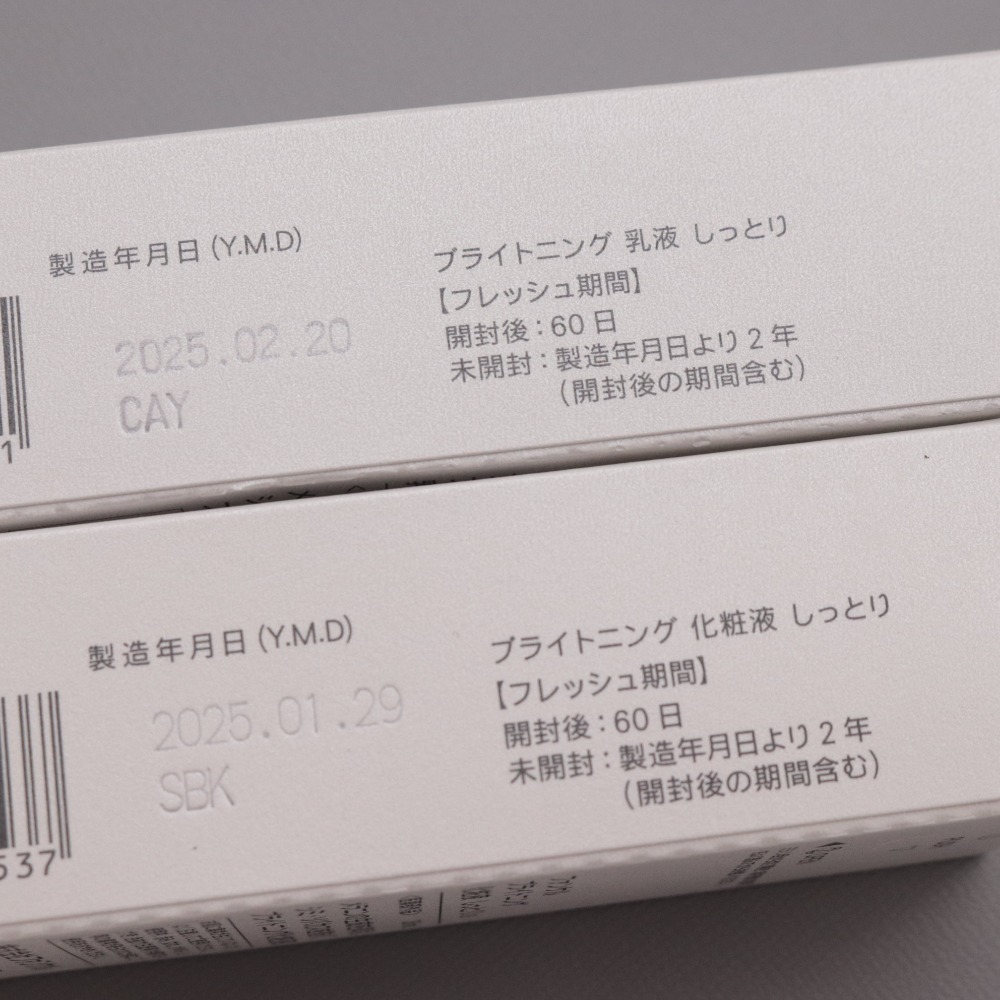 製造年月日(Y.M.D)
2025.02.20
CAY
1
ブライトニング 乳液 しっとり
【フレッシュ期間】
開封後:60日
未開封:製造年月日より2年
(開封後の期間含む)
製造年月日(Y.M.D)
2025.01.29
SBK
537
ブライトニング 化粧液 しっとり
【フレッシュ期間】
開封後:60日
未開封:製造年月日より2年
(開封後の期間含む)